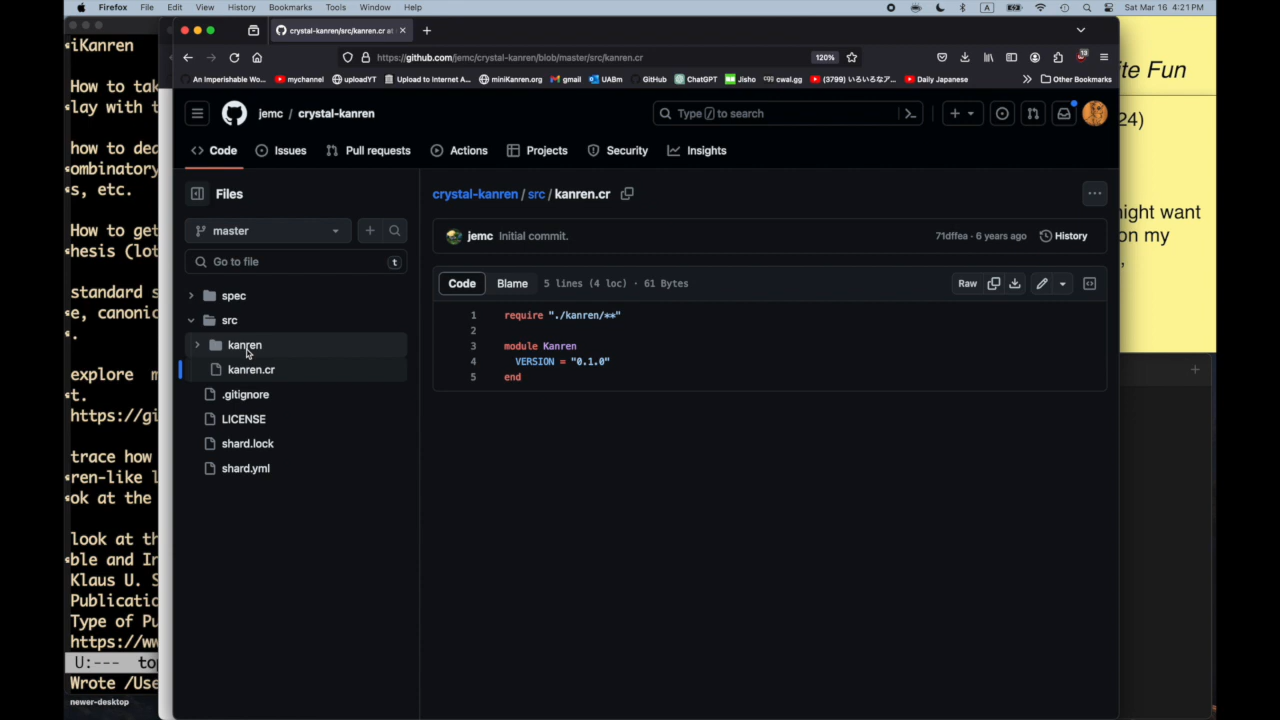 Firefox File Edit View History Bookmarks Tools Window Help A Sat Mar 16 4:21 PM
crystal-kanren/src/kanren.cr at
https://github.com/jemc/crystal-kanren/blob/master/src/kanren.cr 120% 13
An Imperishable Wo... mychannel uploadYT Upload to Internet A... miniKanren.org gmail UABm GitHub ChatGPT Jisho cwal.gg (3799) いろいろなア... Daily Japanese Other Bookmarks
jemc / crystal-kanren Type / to search
Code Issues Pull requests Actions Projects Security Insights
Files
master
Go to file t
spec
src
kanren
kanren.cr
.gitignore
LICENSE
shard.lock
shard.yml
crystal-kanren / src / kanren.cr
jemc Initial commit. 71dffea · 6 years ago History
Code Blame 5 lines (4 loc) · 61 Bytes Raw
1 require "./kanren/**"
2
3 module Kanren
4 VERSION = "0.1.0"
5 end
iKanren
How to tak
lay with t
how to dea
ombinatory
s, etc.
How to get
hesis (lot
standard s
e, canonic
.
explore m
t.
https://gi
trace how
ren-like l
ok at the
look at th
ble and In
Klaus U. S
Publicatio
Type of Pu
https://ww
U:--- top
Wrote /Use
newer-desktop
ite Fun
24)
night want
on my
,